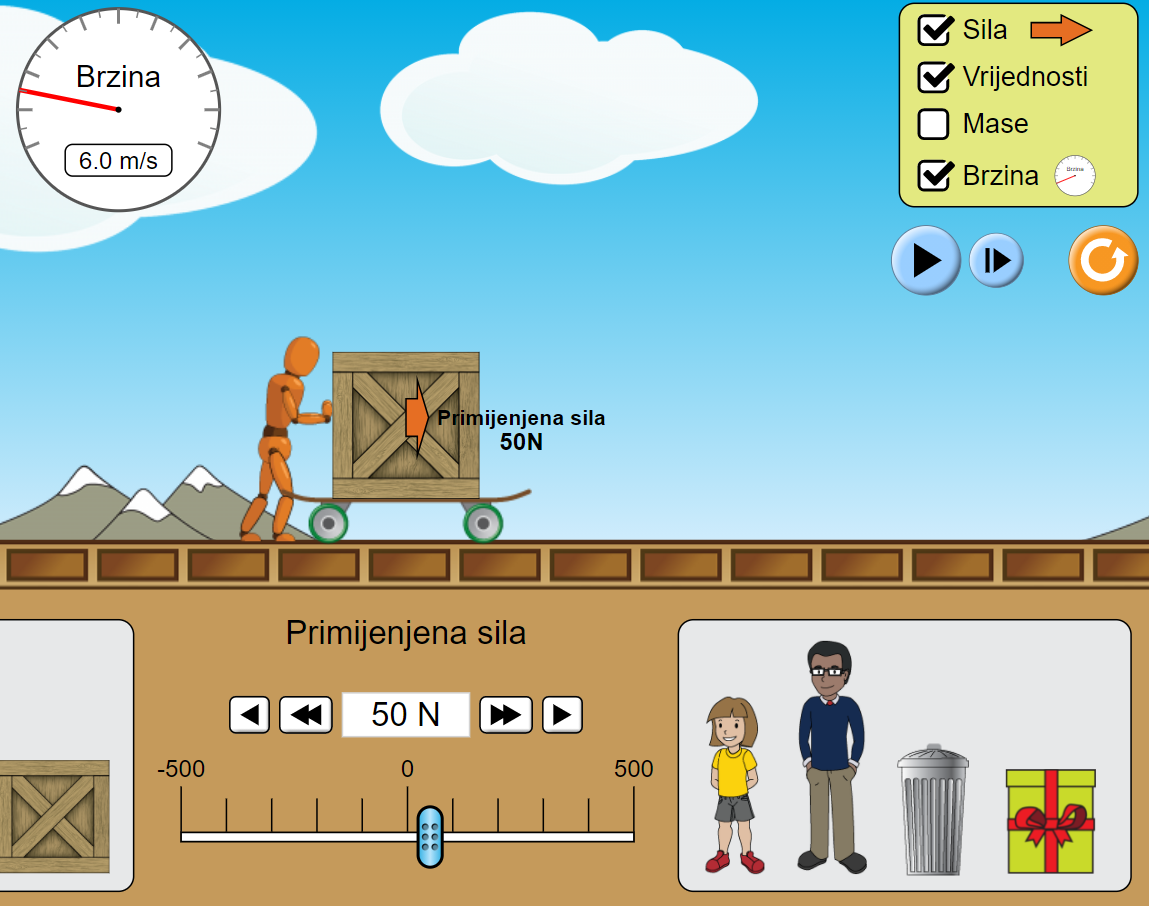 Brzina
6.0 m/s
Sila
Vrijednosti
Mase
Brzina
Brzina
Primijenjena sila
50N
Primijenjena sila
50 N
-500
0
500